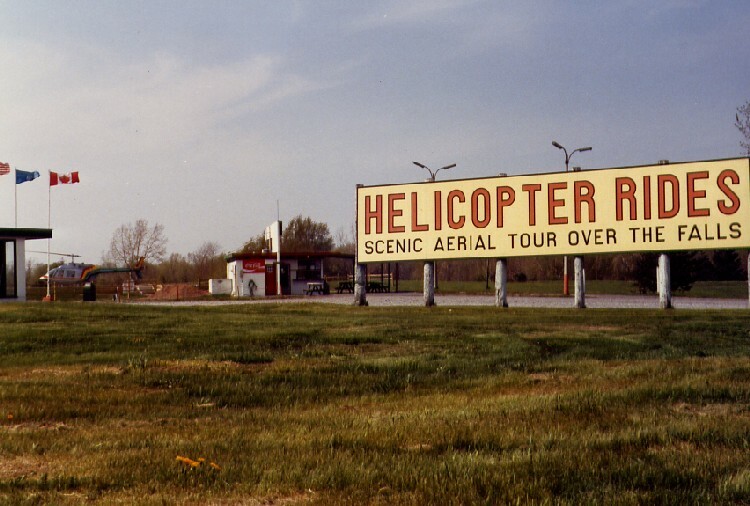 HELICOPTER RIDES
SCENIC AERIAL TOUR OVER THE FALLS